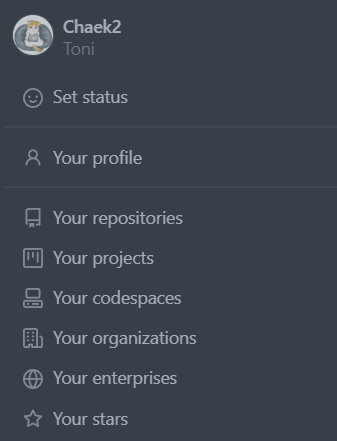 Chaek2
Toni
Set status
Your profile
Your repositories
Your projects
Your codespaces
Your organizations
Your enterprises
Your stars